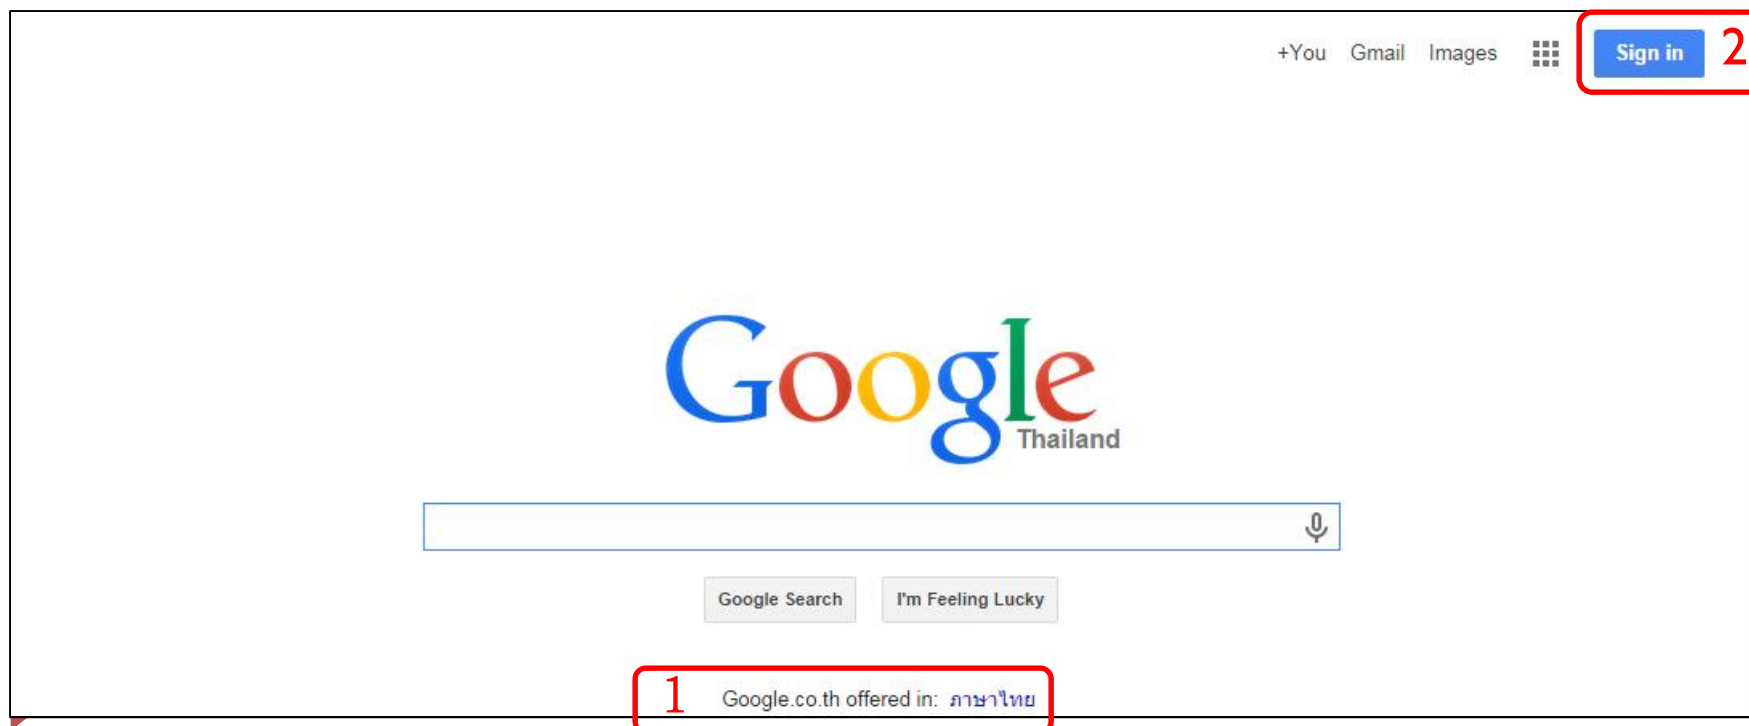 +You Gmail Images Sign in 2
Google
Thailand
Google Search I'm Feeling Lucky
1 Google.co.th offered in: ภาษาไทย